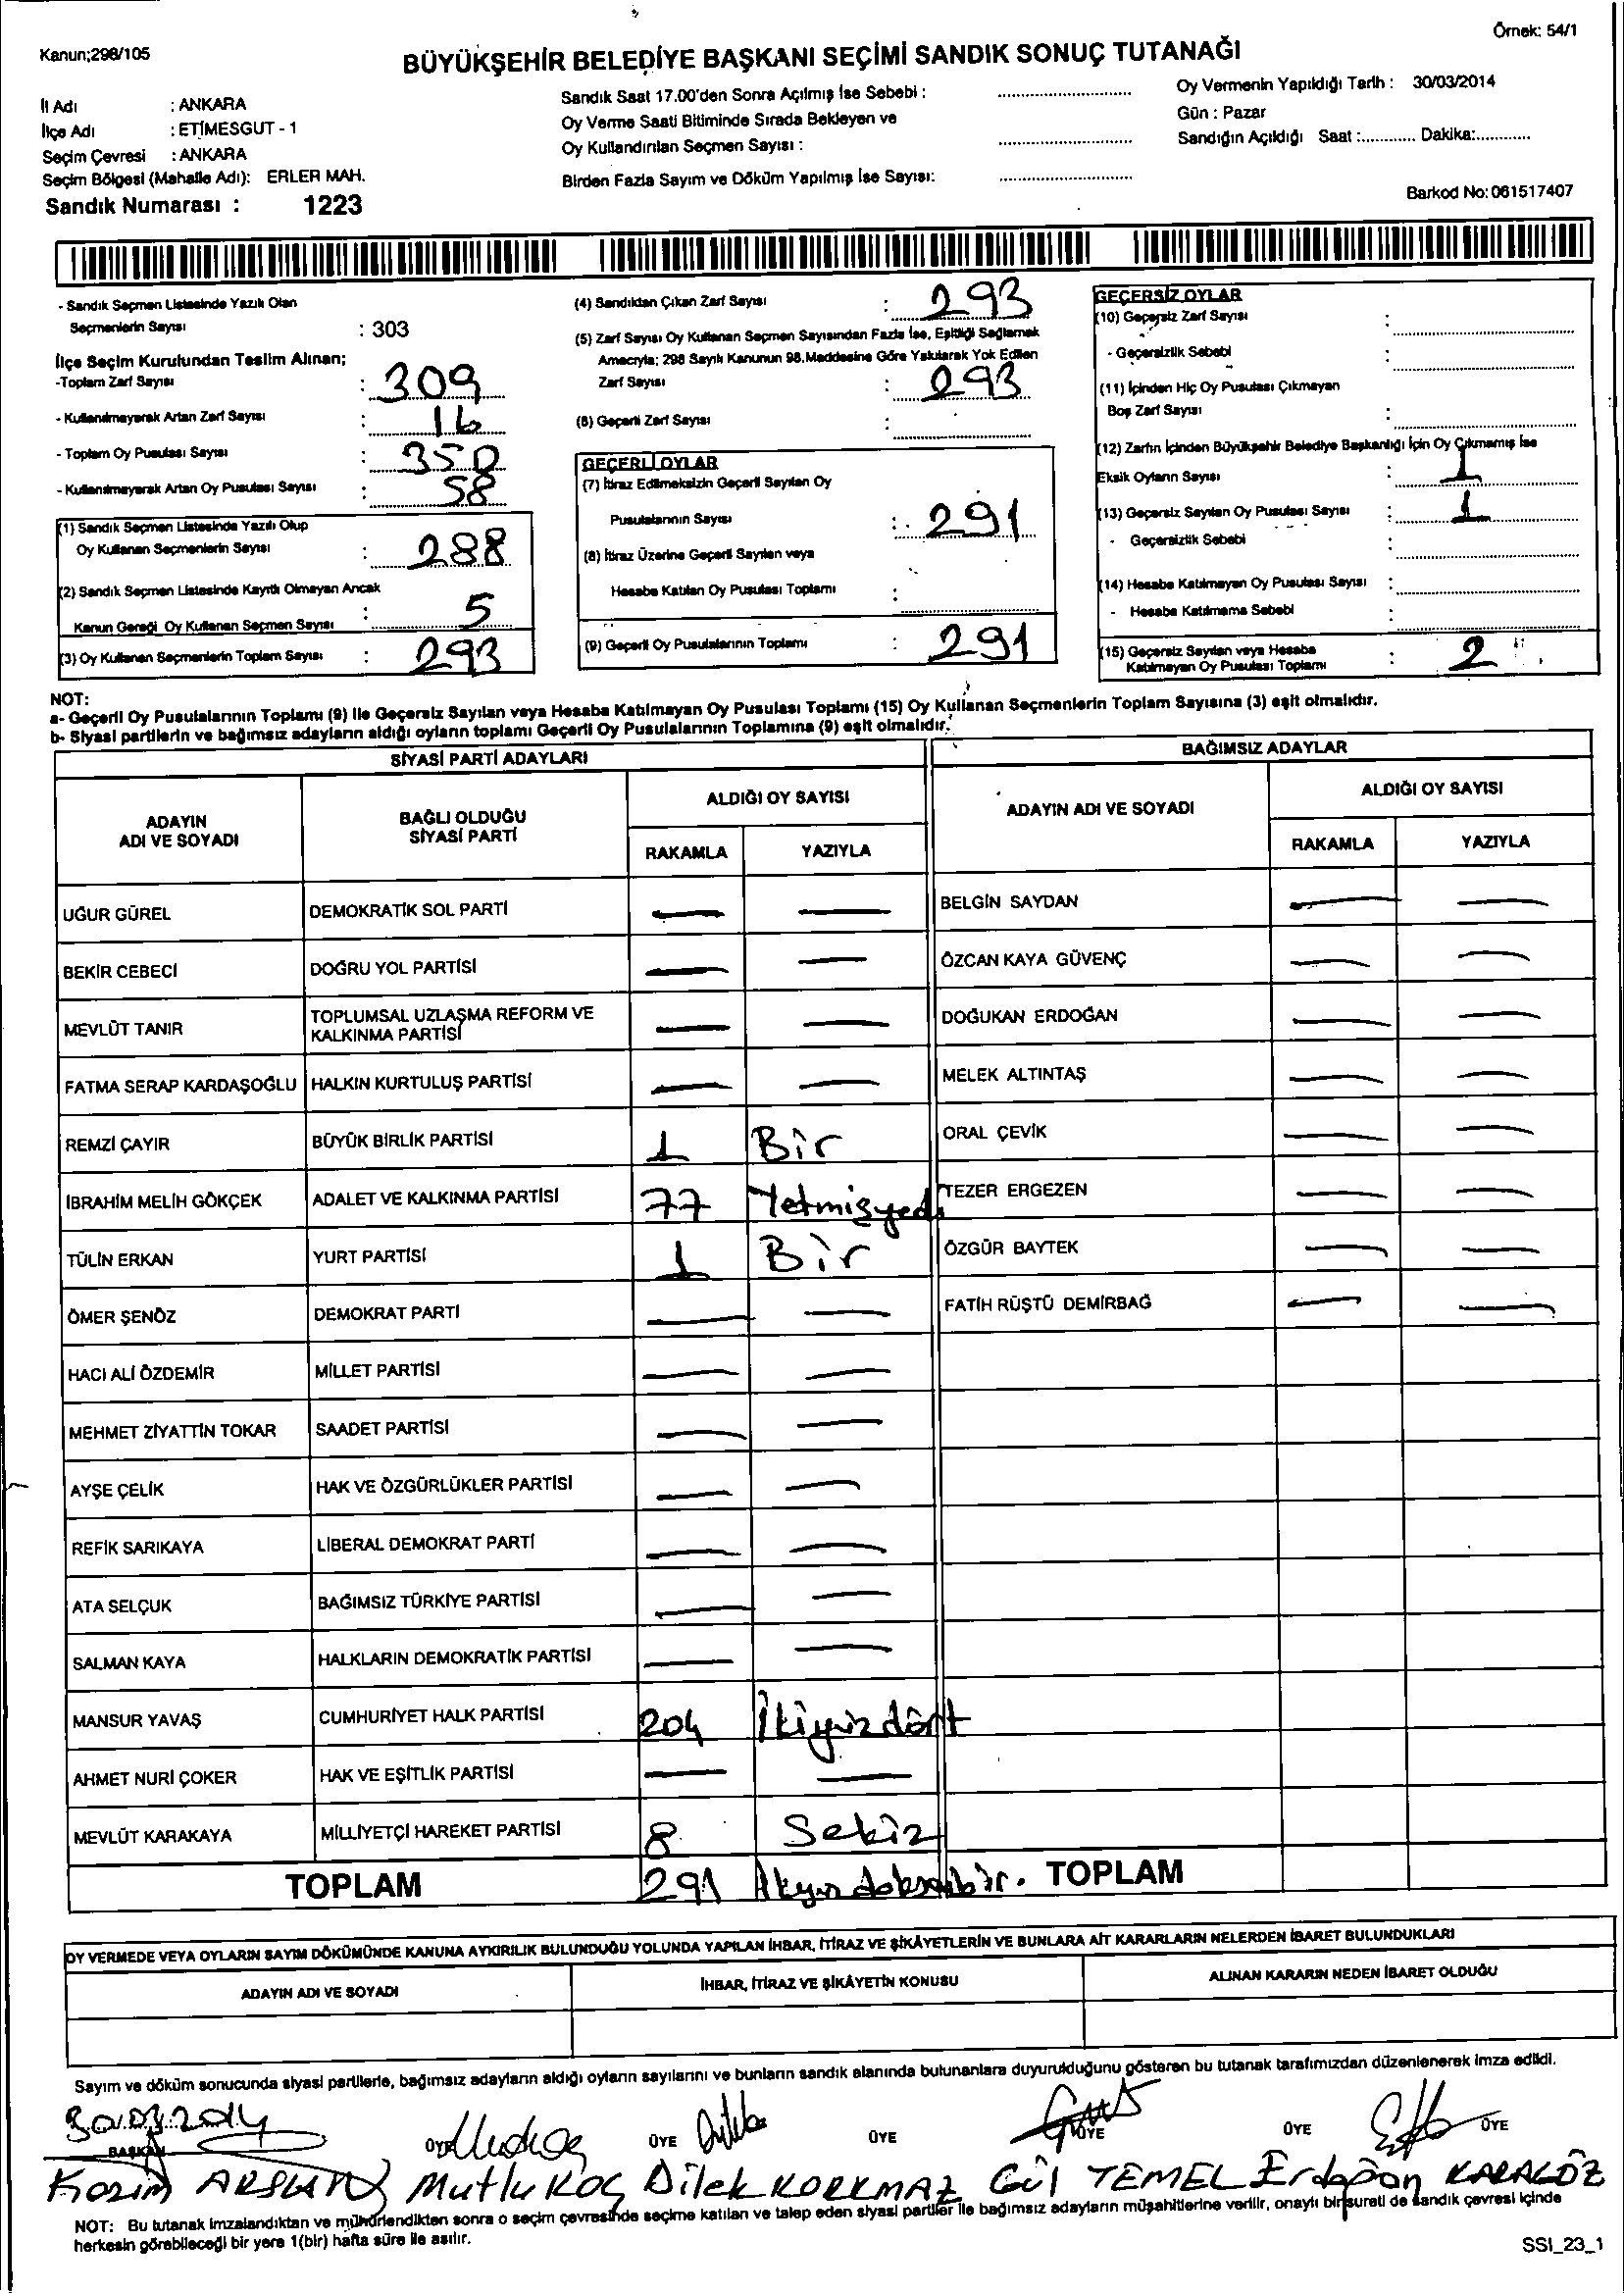 Örnek: 54/1
Kanun;298/105
BÜYÜKŞEHİR BELEDİYE BAŞKANI SEÇİMİ SANDIK SONUÇ TUTANAĞI
İl Adı : ANKARA
İlçe Adı : ETİMESGUT - 1
Seçim Çevresi : ANKARA
Seçim Bölgesi (Mahalle Adı): ERLER MAH.
Sandık Numarası : 1223
Sandık Saat 17.00'den Sonra Açılmış İse Sebebi :
Oy Verme Saati Bitiminde Sırada Bekleyen ve
Oy Kullandırılan Seçmen Sayısı :
Birden Fazla Sayım ve Döküm Yapılmış İse Sayısı:
Oy Vermenin Yapıldığı Tarih : 30/03/2014
Gün : Pazar
Sandığın Açıldığı Saat :............ Dakika:............
Barkod No: 061517407
- Sandık Seçmen Listesinde Yazılı Olan
Seçmenlerin Sayısı : 303
İlçe Seçim Kurulundan Teslim Alınan;
-Toplam Zarf Sayısı : 309
- Kullanılmayarak Artan Zarf Sayısı : 16
- Toplam Oy Pusulası Sayısı : 350
- Kullanılmayarak Artan Oy Pusulası Sayısı : 58
(1) Sandık Seçmen Listesinde Yazılı Olup
Oy Kullanan Seçmenlerin Sayısı : 288
(2) Sandık Seçmen Listesinde Kayıtlı Olmayan Ancak
Kanun Gereği Oy Kullanan Seçmen Sayısı : 5
(3) Oy Kullanan Seçmenlerin Toplam Sayısı : 293
(4) Sandıktan Çıkan Zarf Sayısı : 293
(5) Zarf Sayısı Oy Kullanan Seçmen Sayısından Fazla İse, Eşitliği Sağlamak
Amacıyla; 298 Sayılı Kanunun 98.Maddesine Göre Yakılarak Yok Edilen
Zarf Sayısı : 293
(6) Geçerli Zarf Sayısı :
GEÇERLİ OYLAR
(7) İtiraz Edilmeksizin Geçerli Sayılan Oy
Pusulalarının Sayısı : 291
(8) İtiraz Üzerine Geçerli Sayılan veya
Hesaba Katılan Oy Pusulası Toplamı :
(9) Geçerli Oy Pusulalarının Toplamı : 291
GEÇERSİZ OYLAR
(10) Geçersiz Zarf Sayısı :
- Geçersizlik Sebebi :
(11) İçinden Hiç Oy Pusulası Çıkmayan
Boş Zarf Sayısı :
(12) Zarfın İçinden Büyükşehir Belediye Başkanlığı İçin Oy Çıkmamış İse
Eksik Oyların Sayısı : 1
(13) Geçersiz Sayılan Oy Pusulası Sayısı : 1
- Geçersizlik Sebebi :
(14) Hesaba Katılmayan Oy Pusulası Sayısı :
- Hesaba Katılmama Sebebi :
(15) Geçersiz Sayılan veya Hesaba
Katılmayan Oy Pusulası Toplamı : 2
NOT:
a- Geçerli Oy Pusulalarının Toplamı (9) İle Geçersiz Sayılan veya Hesaba Katılmayan Oy Pusulası Toplamı (15) Oy Kullanan Seçmenlerin Toplam Sayısına (3) eşit olmalıdır.
b- Siyasi partilerin ve bağımsız adayların aldığı oyların toplamı Geçerli Oy Pusulalarının Toplamına (9) eşit olmalıdır.
SİYASİ PARTİ ADAYLARI
BAĞIMSIZ ADAYLAR
ADAYIN
ADI VE SOYADI
BAĞLI OLDUĞU
SİYASİ PARTİ
ALDIĞI OY SAYISI
RAKAMLA YAZIYLA
ADAYIN ADI VE SOYADI
ALDIĞI OY SAYISI
RAKAMLA YAZIYLA
UĞUR GÜREL DEMOKRATİK SOL PARTİ — — BELGİN SAYDAN — —
BEKİR CEBECİ DOĞRU YOL PARTİSİ — — ÖZCAN KAYA GÜVENÇ — —
MEVLÜT TANIR TOPLUMSAL UZLAŞMA REFORM VE
KALKINMA PARTİSİ — — DOĞUKAN ERDOĞAN — —
FATMA SERAP KARDAŞOĞLU HALKIN KURTULUŞ PARTİSİ — — MELEK ALTINTAŞ — —
REMZİ ÇAYIR BÜYÜK BİRLİK PARTİSİ 1 Bir ORAL ÇEVİK — —
İBRAHİM MELİH GÖKÇEK ADALET VE KALKINMA PARTİSİ 77 Yetmişyedi TEZER ERGEZEN — —
TÜLİN ERKAN YURT PARTİSİ 1 Bir ÖZGÜR BAYTEK — —
ÖMER ŞENÖZ DEMOKRAT PARTİ — — FATİH RÜŞTÜ DEMİRBAĞ — —
HACI ALİ ÖZDEMİR MİLLET PARTİSİ — —
MEHMET ZİYATTİN TOKAR SAADET PARTİSİ — —
AYŞE ÇELİK HAK VE ÖZGÜRLÜKLER PARTİSİ — —
REFİK SARIKAYA LİBERAL DEMOKRAT PARTİ — —
ATA SELÇUK BAĞIMSIZ TÜRKİYE PARTİSİ — —
SALMAN KAYA HALKLARIN DEMOKRATİK PARTİSİ — —
MANSUR YAVAŞ CUMHURİYET HALK PARTİSİ 204 İkiyüzdört
AHMET NURİ ÇOKER HAK VE EŞİTLİK PARTİSİ — —
MEVLÜT KARAKAYA MİLLİYETÇİ HAREKET PARTİSİ 8 Sekiz
TOPLAM 291 TOPLAM
OY VERMEDE VEYA OYLARIN SAYIM DÖKÜMÜNDE KANUNA AYKIRILIK BULUNDUĞU YOLUNDA YAPILAN İHBAR, İTİRAZ VE ŞİKÂYETLERİN VE BUNLARA AİT KARARLARIN NELERDEN İBARET BULUNDUKLARI
ADAYIN ADI VE SOYADI İHBAR, İTİRAZ VE ŞİKÂYETİN KONUSU ALINAN KARARIN NEDEN İBARET OLDUĞU
Sayım ve döküm sonucunda siyasi partilerle, bağımsız adayların aldığı oyların sayılarını ve bunların sandık alanında bulunanlara duyurulduğunu gösteren bu tutanak tarafımızdan düzenlenerek imza edildi.
30.03.2014
BAŞKAN ÜYE ÜYE ÜYE ÜYE ÜYE ÜYE
Kazım ARSLAN Mutlu KOÇ Dilek KORKMAZ Gül TEMEL Erdoğan KARAGÖZ
NOT: Bu tutanak imzalandıktan ve mühürlendikten sonra o seçim çevresinde seçime katılan ve talep eden siyasi partiler ile bağımsız adayların müşahitlerine verilir, onaylı bir sureti de sandık çevresi içinde
herkesin görebileceği bir yere 1(bir) hafta süre ile asılır.
SSI_23_1